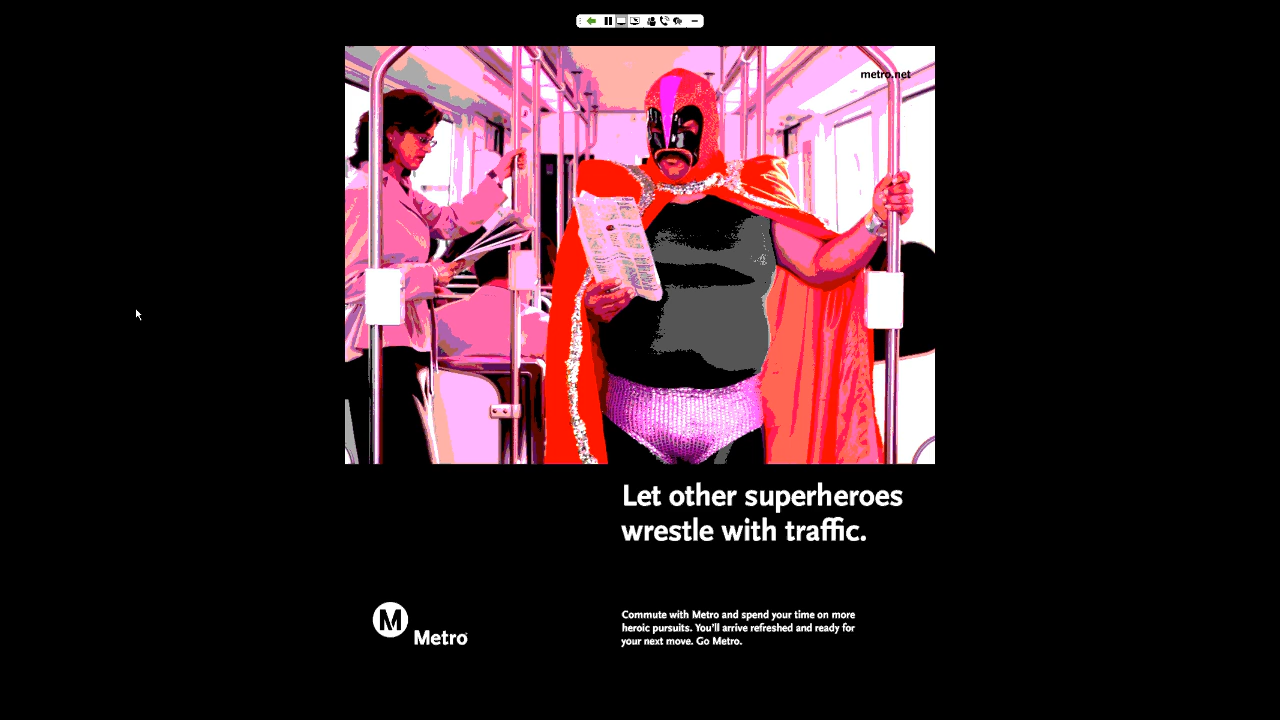 metro.net
Let other superheroes
wrestle with traffic.
M
Metro
Commute with Metro and spend your time on more
heroic pursuits. You'll arrive refreshed and ready for
your next move. Go Metro.